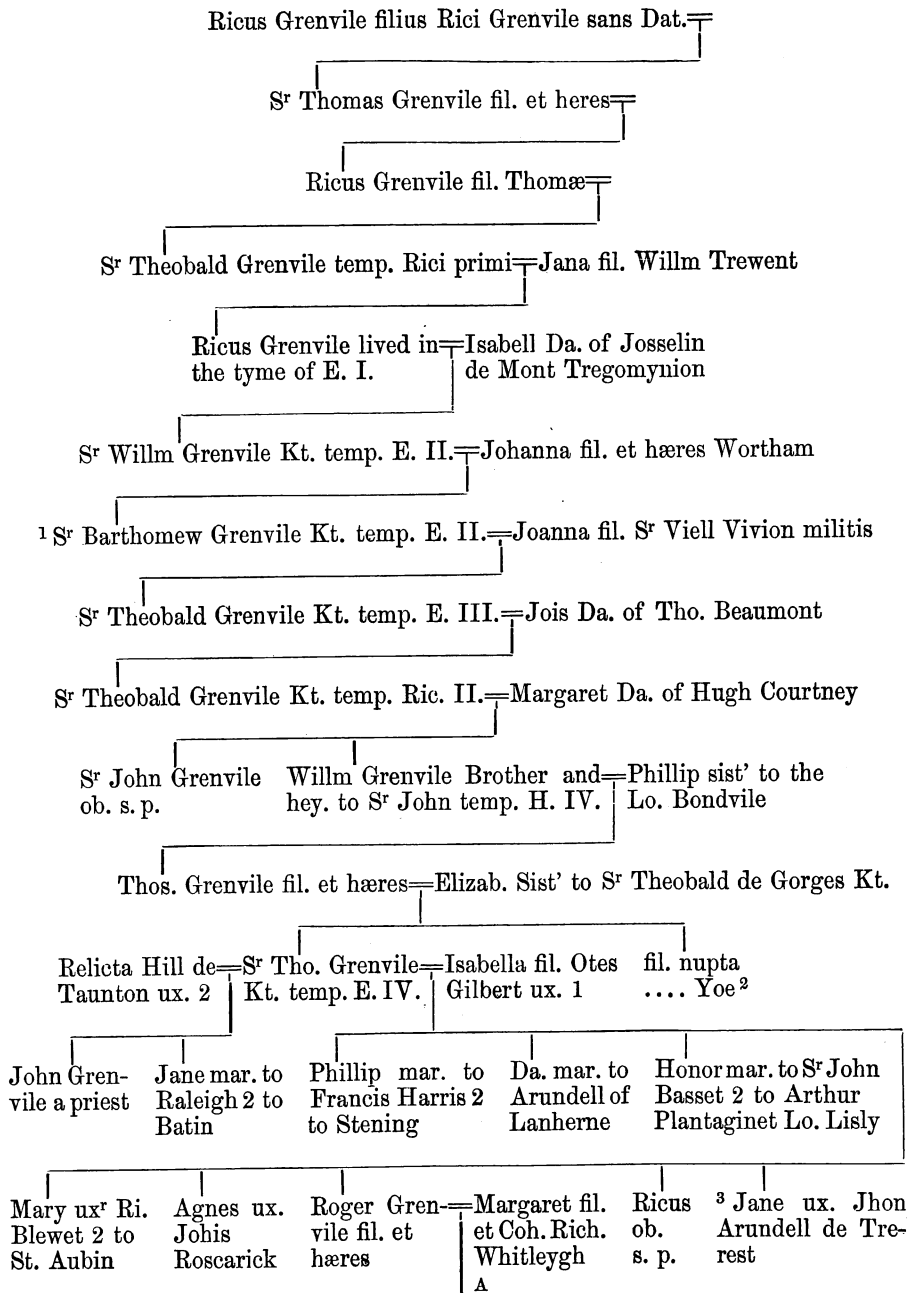 Ricus Grenvile filius Rici Grenvile sans Dat.
Sʳ Thomas Grenvile fil. et heres
Ricus Grenvile fil. Thomæ
Sʳ Theobald Grenvile temp. Rici primi=Jana fil. Willm Trewent
Ricus Grenvile lived in the tyme of E. I.=Isabell Da. of Josselin de Mont Tregomynion
Sʳ Willm Grenvile Kt. temp. E. II.=Johanna fil. et hæres Wortham
¹ Sʳ Barthomew Grenvile Kt. temp. E. II.=Joanna fil. Sʳ Viell Vivion militis
Sʳ Theobald Grenvile Kt. temp. E. III.=Jois Da. of Tho. Beaumont
Sʳ Theobald Grenvile Kt. temp. Ric. II.=Margaret Da. of Hugh Courtney
Sʳ John Grenvile
ob. s. p.
Willm Grenvile Brother and
hey. to Sʳ John temp. H. IV.=
Phillip sist' to the
Lo. Bondvile
Thos. Grenvile fil. et hæres=Elizab. Sist' to Sʳ Theobald de Gorges Kt.
Relicta Hill de=
Taunton ux. 2
Sʳ Tho. Grenvile=
Kt. temp. E. IV.
Isabella fil. Otes
Gilbert ux. 1
fil. nupta
.... Yoe ²
John Gren-
vile a priest
Jane mar. to
Raleigh 2 to
Batin
Phillip mar. to
Francis Harris 2
to Stening
Da. mar. to
Arundell of
Lanherne
Honor mar. to Sʳ John
Basset 2 to Arthur
Plantaginet Lo. Lisly
Mary uxʳ Ri.
Blewet 2 to
St. Aubin
Agnes ux.
Johis
Roscarick
Roger Gren-=
vile fil. et
hæres
Margaret fil.
et Coh. Rich.
Whitleygh
A
Ricus
ob.
s. p.
³ Jane ux. Jhon
Arundell de Tre-
rest